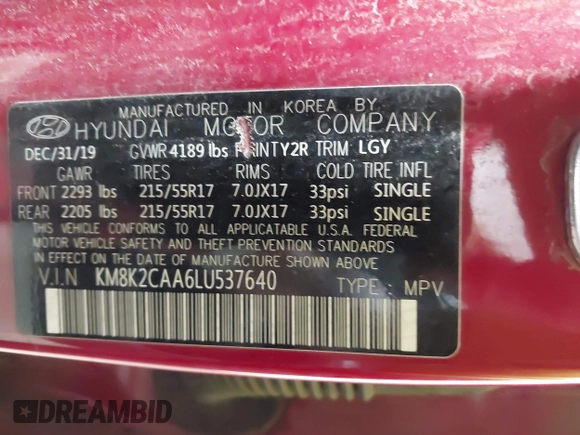 MANUFACTURED IN KOREA BY
HYUNDAI MOTOR COMPANY
DEC/31/19 GVWR 4189 lbs PAINT Y2R TRIM LGY
GAWR TIRES RIMS COLD TIRE INFL
FRONT 2293 lbs 215/55R17 7.0JX17 33psi SINGLE
REAR 2205 lbs 215/55R17 7.0JX17 33psi SINGLE
THIS VEHICLE CONFORMS TO ALL APPLICATABLE U.S.A. FEDERAL
MOTOR VEHICLE SAFETY AND THEFT PREVENTION STANDARDS
IN EFFECT ON THE DATE OF MANUFACTURE SHOWN ABOVE.
V.I.N KM8K2CAA6LU537640 TYPE : MPV
DREAMBID